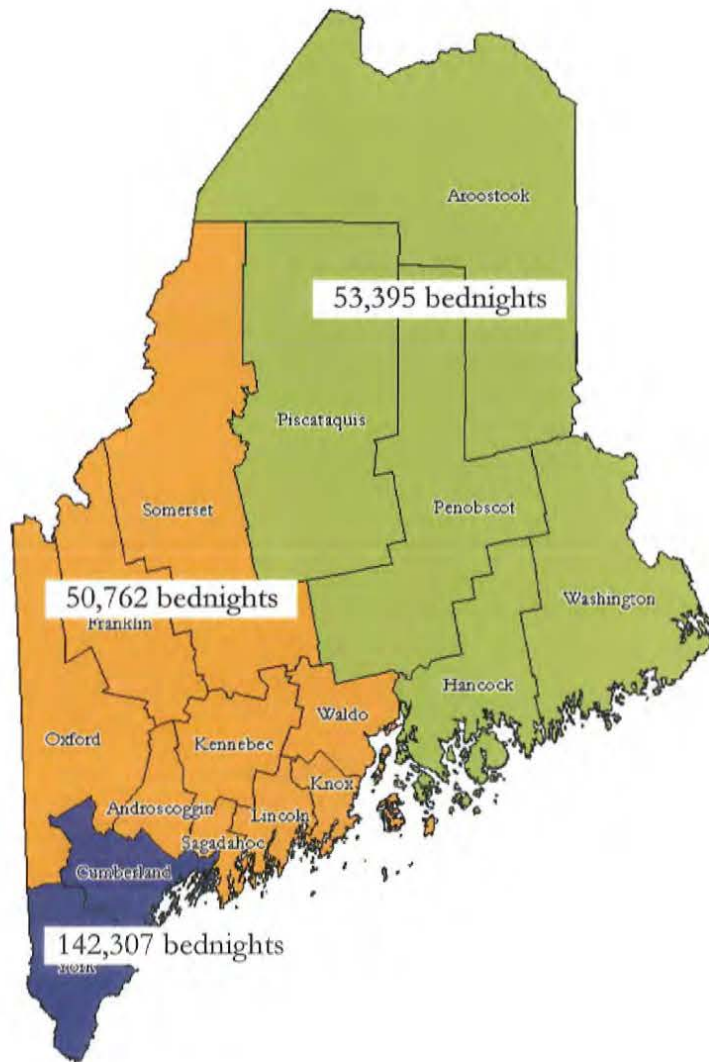 Aroostook
53,395 bednights
Piscataquis
Somerset
Penobscot
50,762 bednights
Washington
Franklin
Hancock
Waldo
Oxford
Kennebec
Knox
Androscoggin
Lincoln
Sagadahoc
Cumberland
142,307 bednights
York